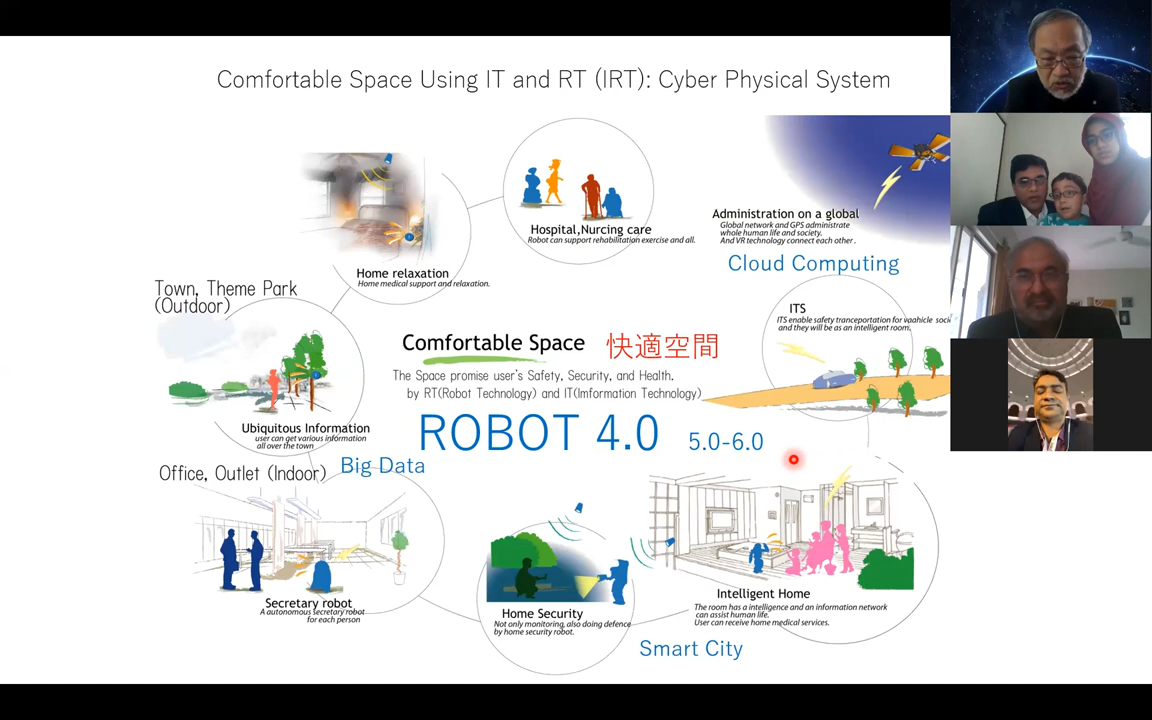 Comfortable Space Using IT and RT (IRT): Cyber Physical System
Hospital,Nurcing care
Robot can support rehabilitation exercise and all.
Administration on a global
Global network and GPS administrate
whole human life and society.
And VR technology connect each other .
Cloud Computing
Home relaxation
Home medical support and relaxation.
Town, Theme Park
(Outdoor)
ITS
ITS enable safety tranceportation for vaahicle soci
and they will be as an intelligent room.
Comfortable Space 快適空間
The Space promise user's Safety, Security, and Health.
by RT(Robot Technology) and IT(Imformation Technology)
ROBOT 4.0 5.0-6.0
Ubiquitous Information
user can get various information
all over the town
Big Data
Office, Outlet (Indoor)
Secretary robot
A autonomous secretary robot
for each person
Home Security
Not only monitoring, also doing defence
by home security robot.
Intelligent Home
The room has a intelligence and an information network
can assist human life.
User can receive home medical services.
Smart City